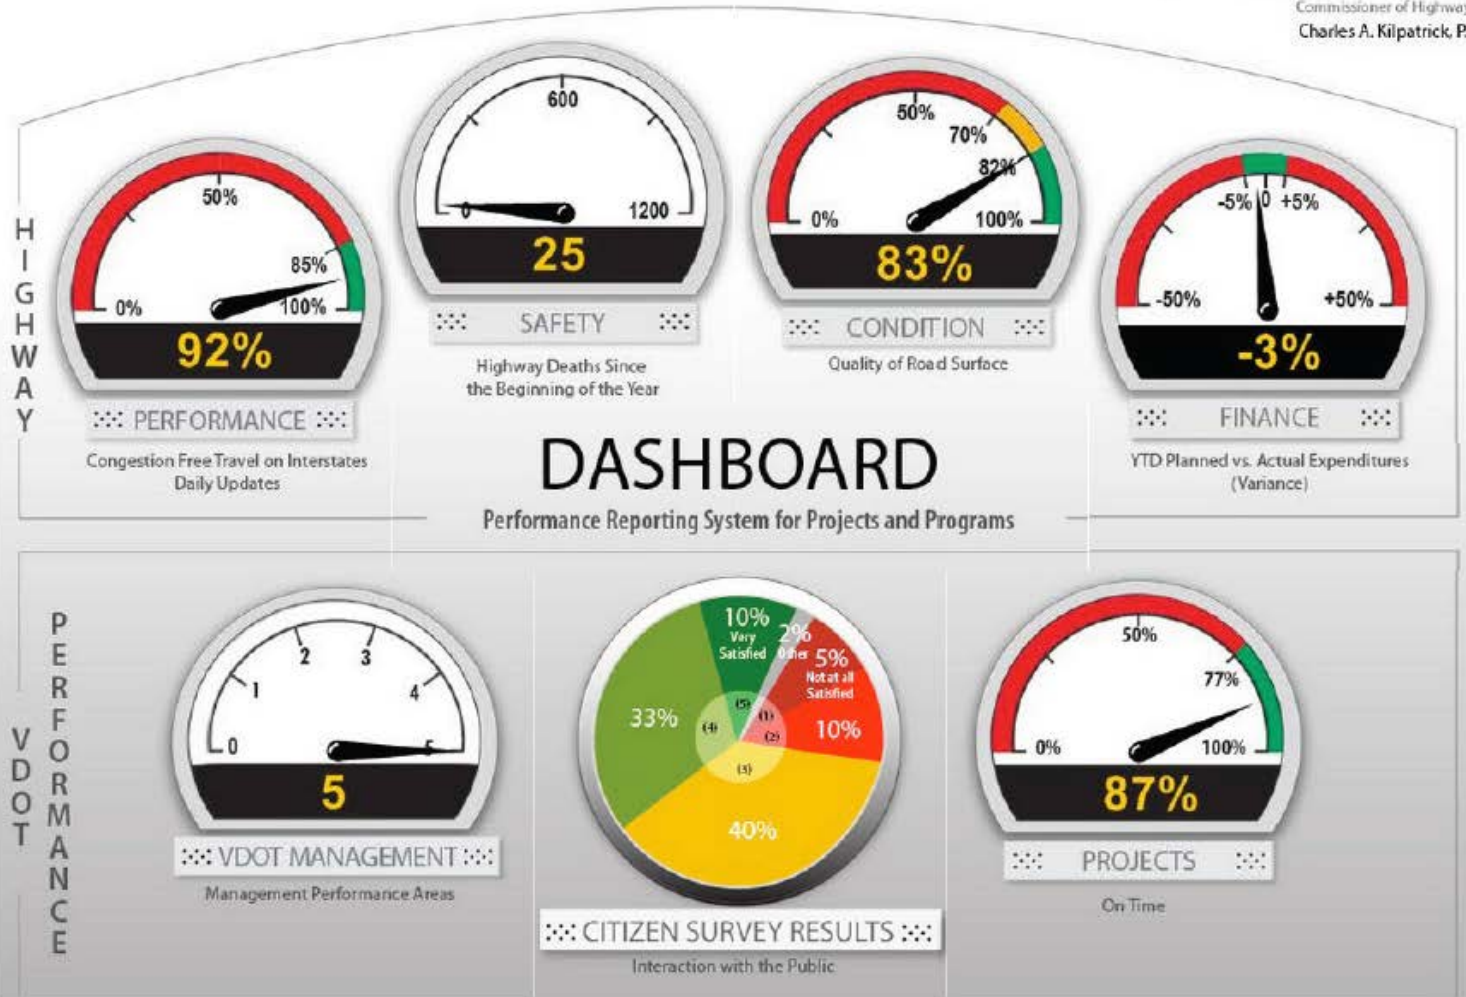 Commissioner of Highway
Charles A. Kilpatrick, P.
HIGHWAY
0%
50%
85%
100%
92%
PERFORMANCE
Congestion Free Travel on Interstates
Daily Updates
0
600
1200
25
SAFETY
Highway Deaths Since
the Beginning of the Year
0%
50%
70%
82%
100%
83%
CONDITION
Quality of Road Surface
-50%
-5%
0
+5%
+50%
-3%
FINANCE
YTD Planned vs. Actual Expenditures
(Variance)
DASHBOARD
Performance Reporting System for Projects and Programs
VDOT
PERFORMANCE
0
1
2
3
4
5
5
VDOT MANAGEMENT
Management Performance Areas
10%
Very
Satisfied
2%
Other
5%
Not at all
Satisfied
10%
33%
40%
(5)
(1)
(4)
(2)
(3)
CITIZEN SURVEY RESULTS
Interaction with the Public
0%
50%
77%
100%
87%
PROJECTS
On Time